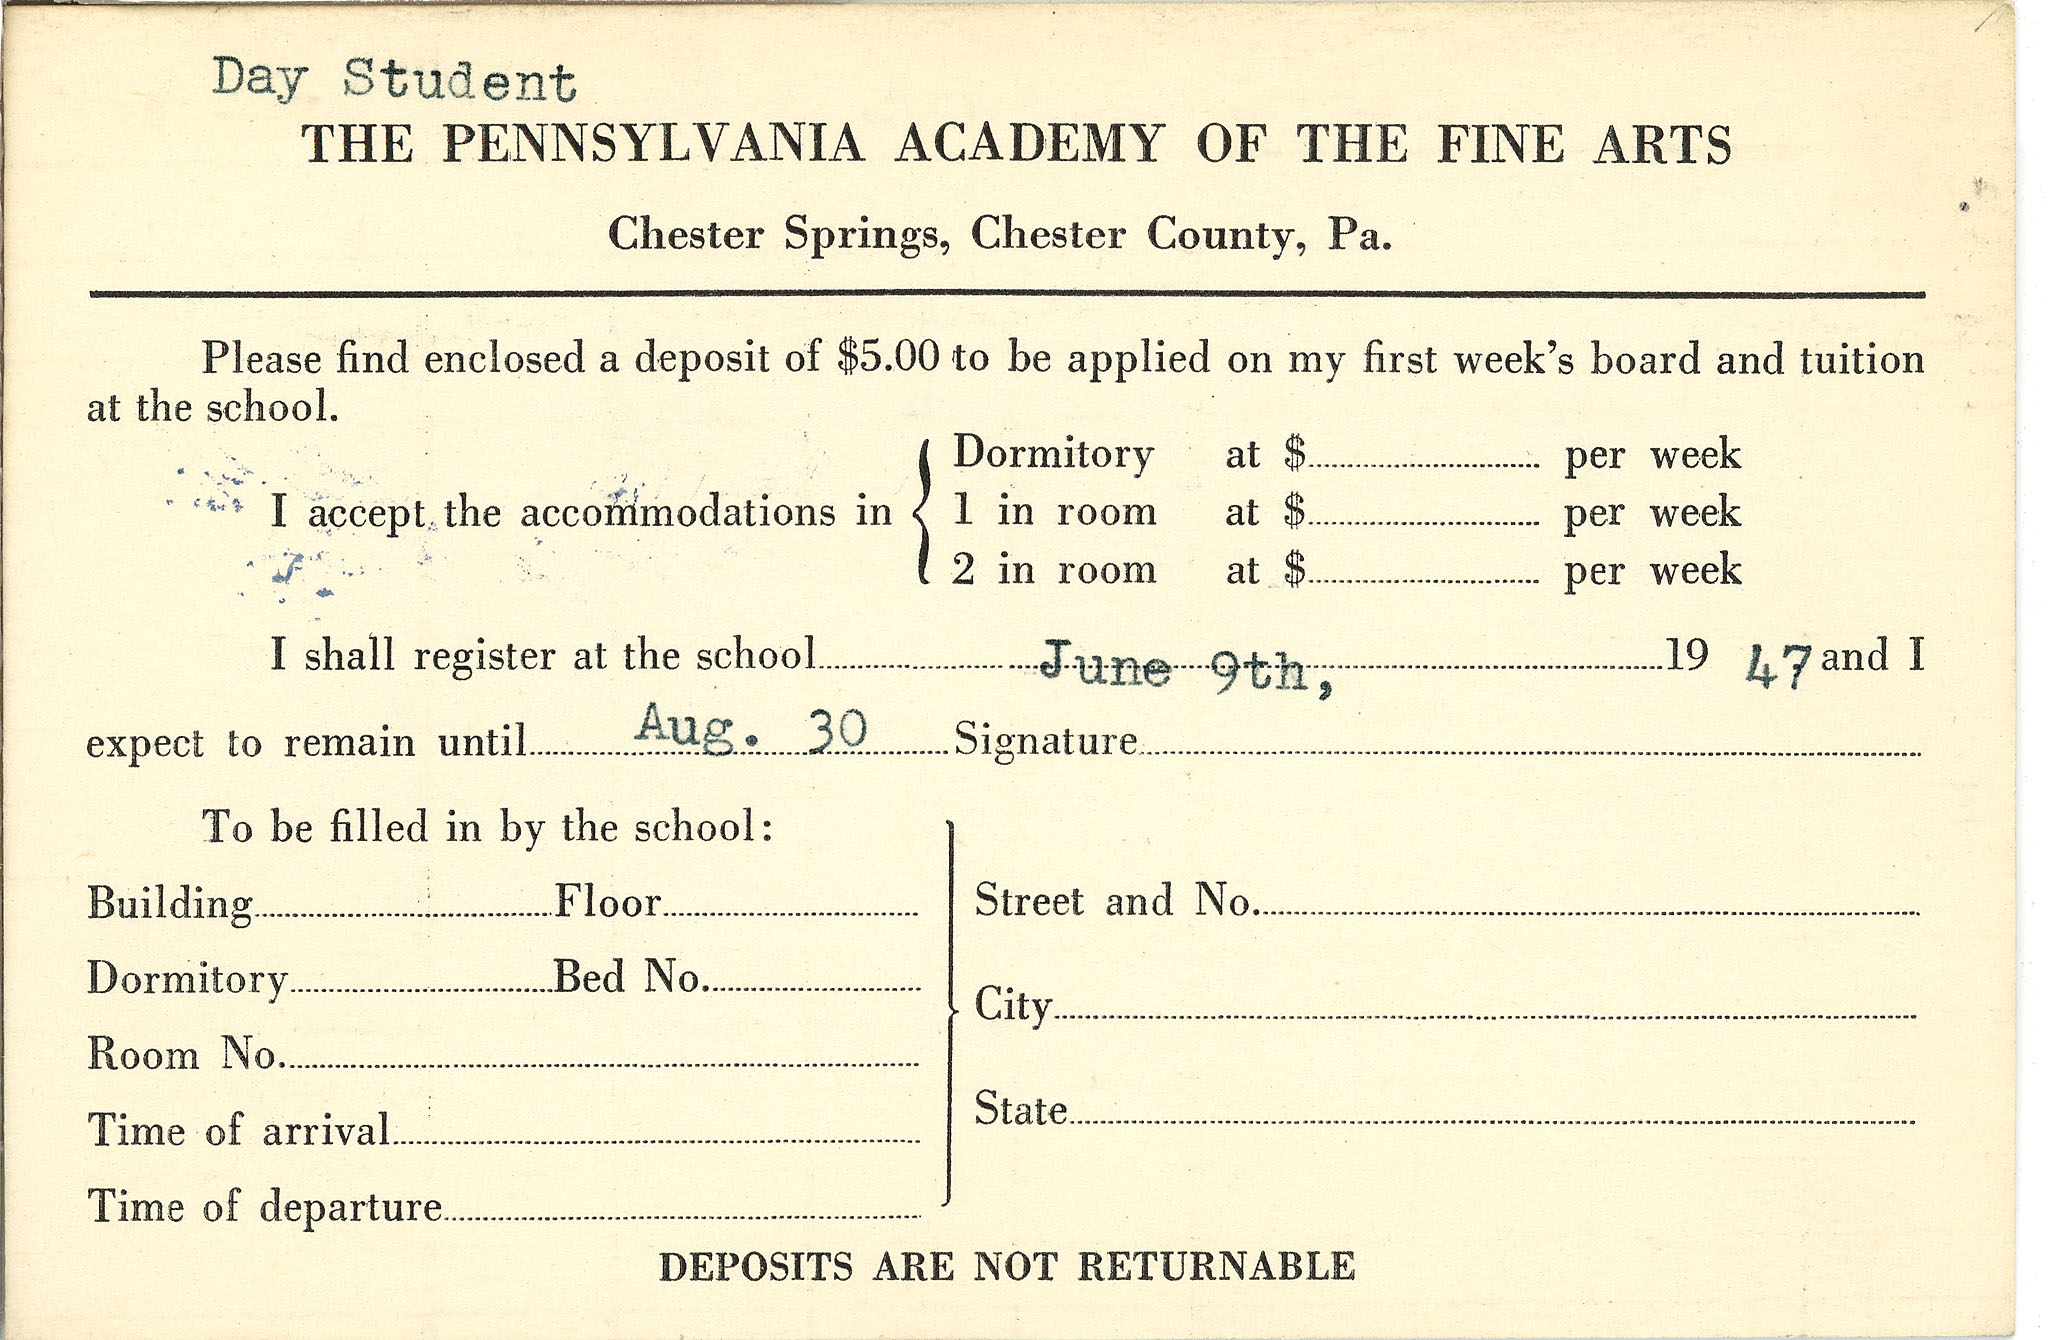 Day Student
THE PENNSYLVANIA ACADEMY OF THE FINE ARTS
Chester Springs, Chester County, Pa.
Please find enclosed a deposit of $5.00 to be applied on my first week's board and tuition
at the school.
I accept the accommodations in { Dormitory at $ per week
1 in room at $ per week
2 in room at $ per week
I shall register at the school June 9th, 19 47 and I
expect to remain until Aug. 30 Signature
To be filled in by the school:
Building Floor
Dormitory Bed No.
Room No.
Time of arrival
Time of departure
Street and No.
City
State
DEPOSITS ARE NOT RETURNABLE